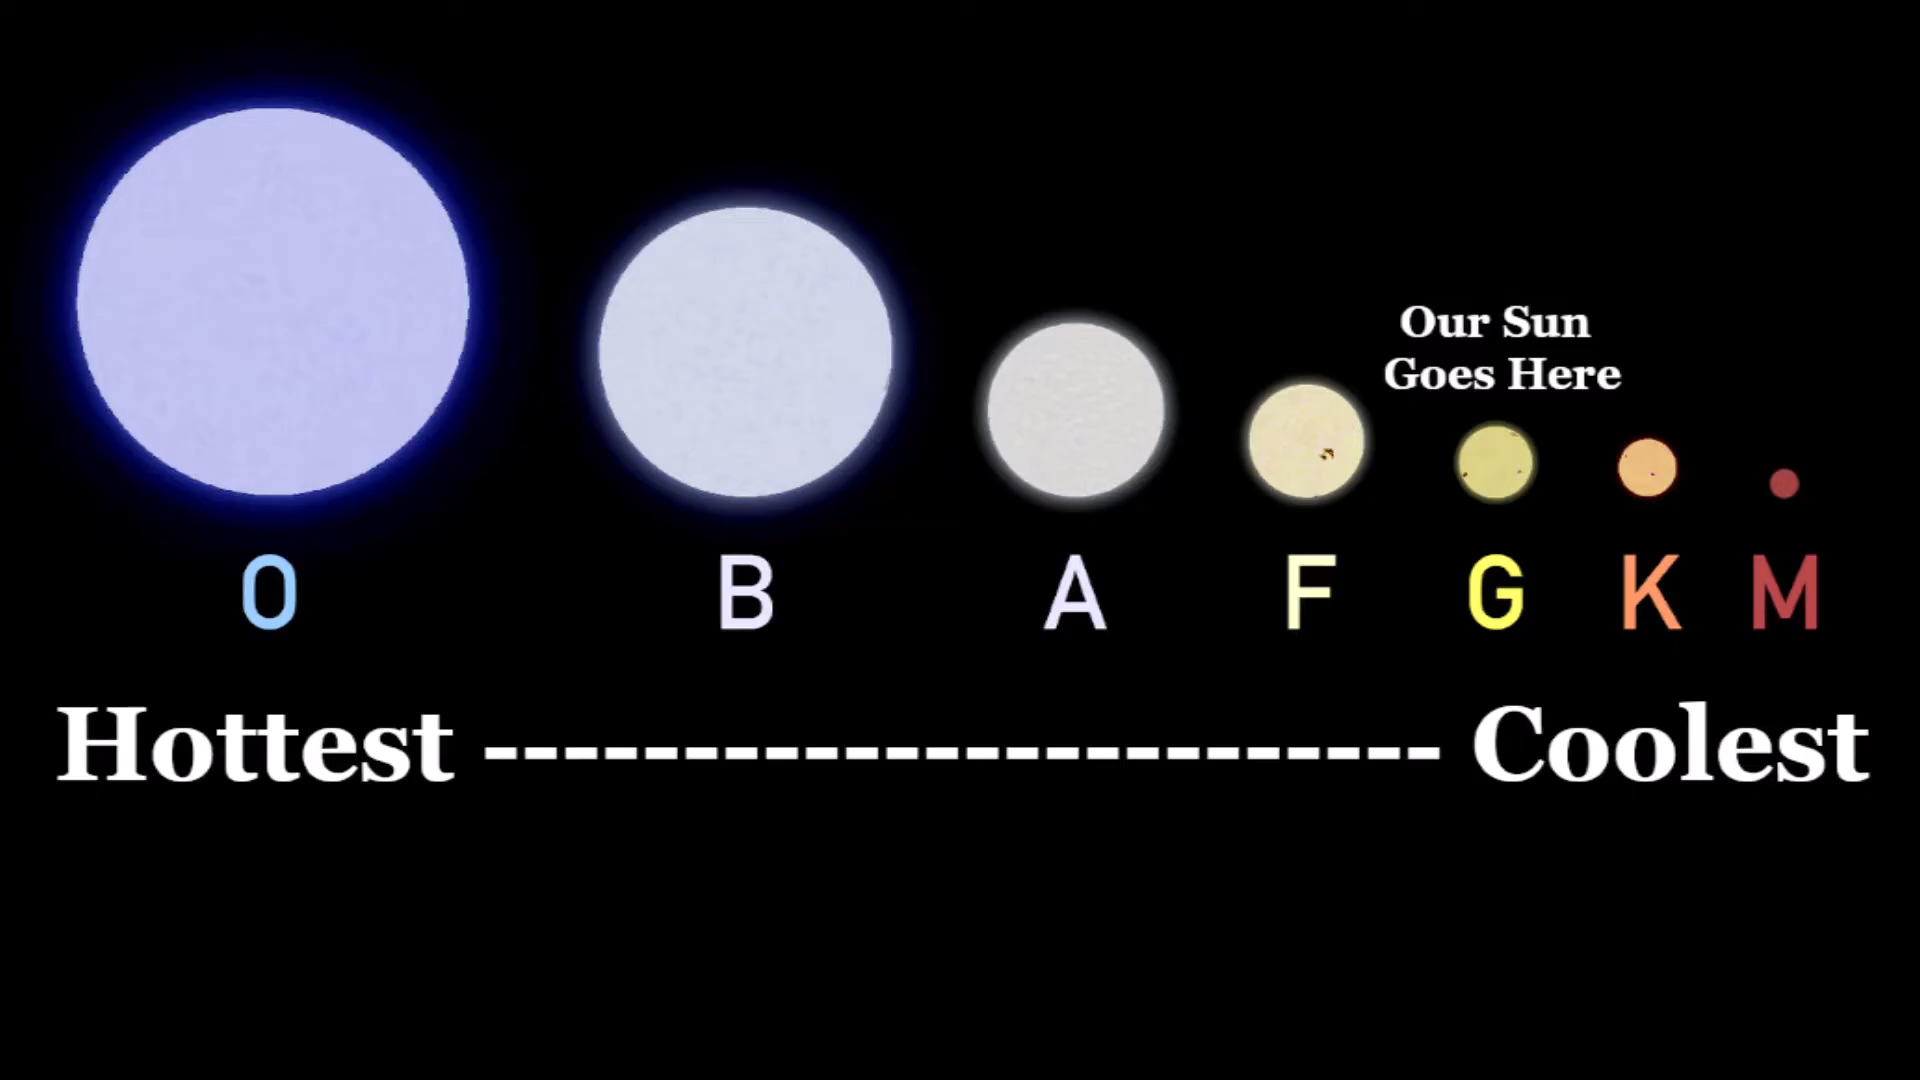 Our Sun
Goes Here
O B A F G K M
Hottest ------------------------ Coolest